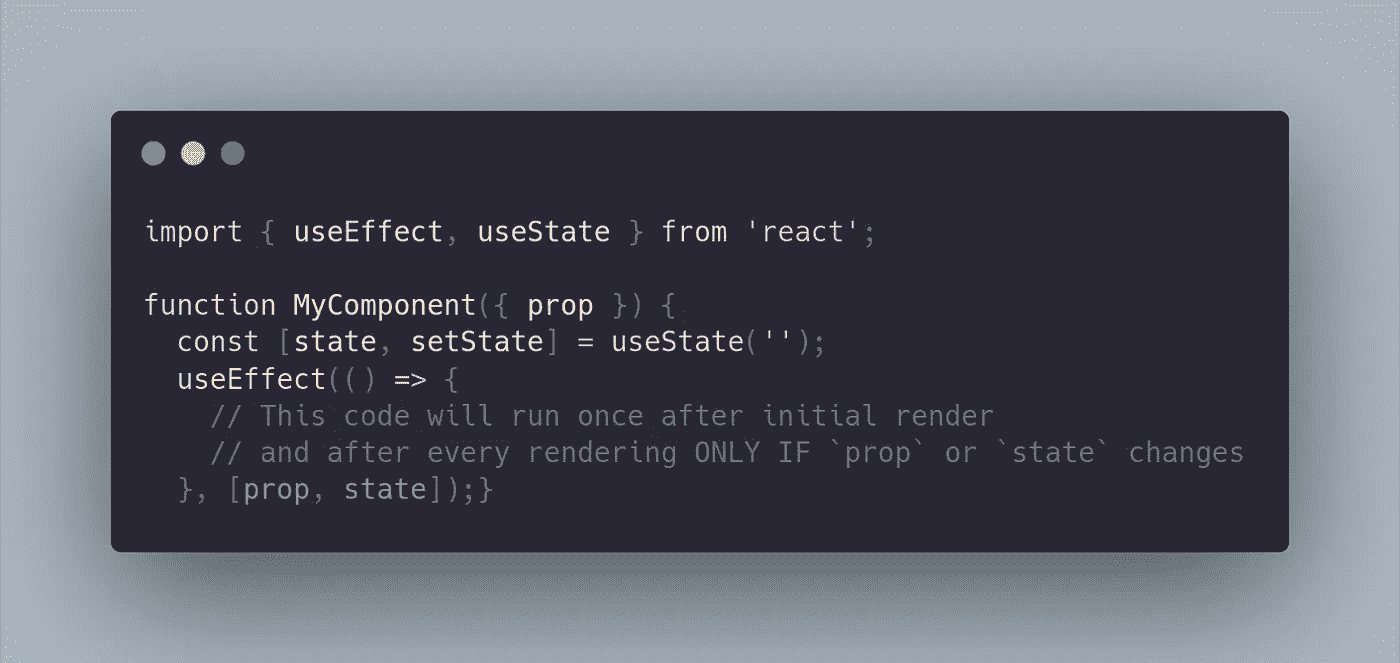 import { useEffect, useState } from 'react';
function MyComponent({ prop }) {
  const [state, setState] = useState('');
  useEffect(() => {
    // This code will run once after initial render
    // and after every rendering ONLY IF `prop` or `state` changes
  }, [prop, state]);}